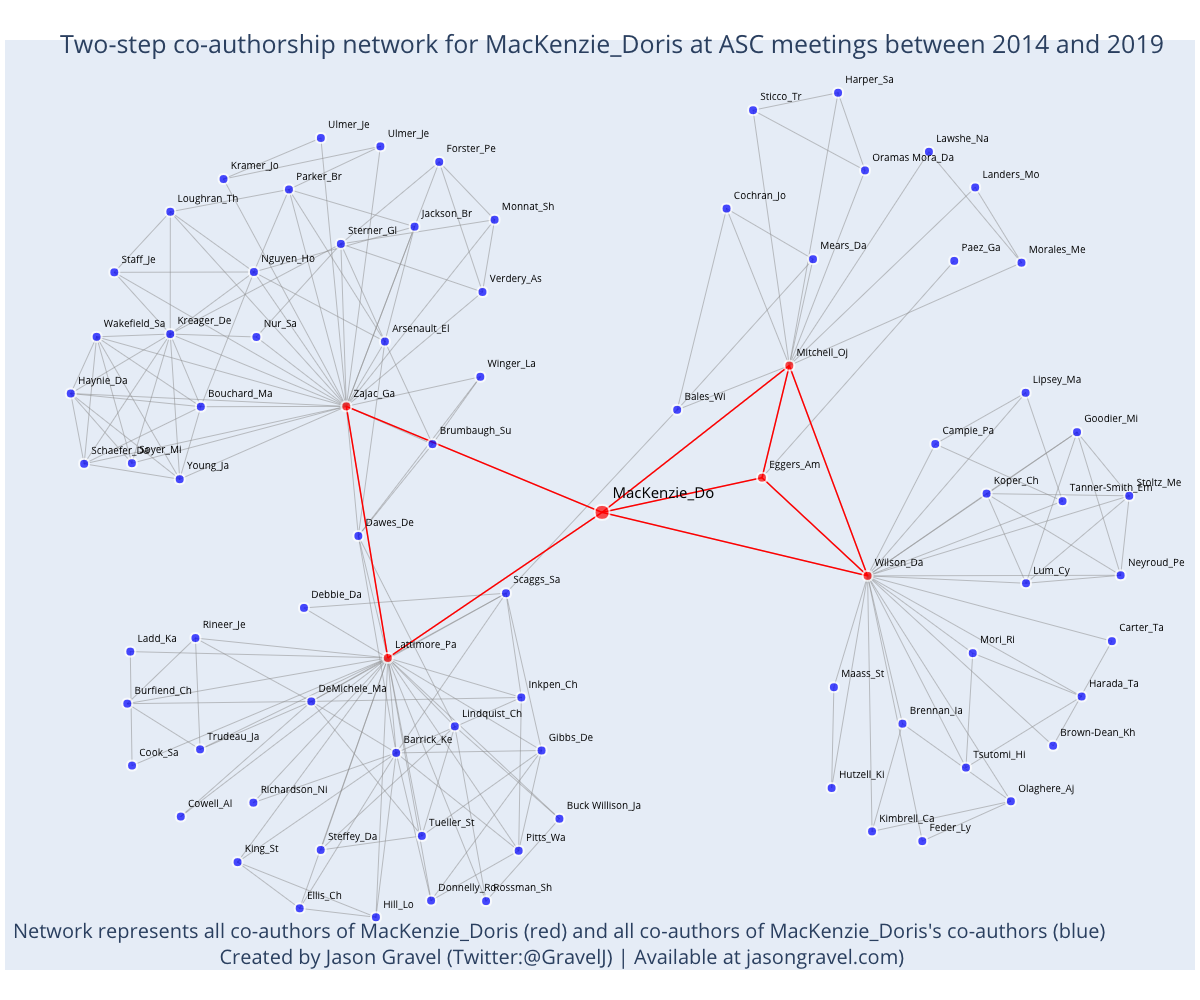 Two-step co-authorship network for MacKenzie_Doris at ASC meetings between 2014 and 2019
Harper_Sa
Sticco_Tr
Ulmer_Je
Ulmer_Je
Lawshe_Na
Forster_Pe
Oramas Mora_Da
Kramer_Jo
Parker_Br
Landers_Mo
Loughran_Th
Cochran_Jo
Monnat_Sh
Jackson_Br
Sterner_Gl
Mears_Da
Paez_Ga
Morales_Me
Staff_Je
Nguyen_Ho
Verdery_As
Wakefield_Sa
Kreager_De
Nur_Sa
Arsenault_El
Mitchell_Oj
Winger_La
Haynie_Da
Bouchard_Ma
Zajac_Ga
Bales_Wi
Lipsey_Ma
Goodier_Mi
Brumbaugh_Su
Campie_Pa
Schaefer_Da
Soyer_Mi
Young_Ja
Eggers_Am
Koper_Ch
Tanner-Smith_Em
Stoltz_Me
MacKenzie_Do
Dawes_De
Wilson_Da
Lum_Cy
Neyroud_Pe
Scaggs_Sa
Debbie_Da
Rineer_Je
Ladd_Ka
Lattimore_Pa
Carter_Ta
Mori_Ri
Maass_St
Burfiend_Ch
DeMichele_Ma
Inkpen_Ch
Harada_Ta
Lindquist_Ch
Brennan_Ia
Trudeau_Ja
Barrick_Ke
Gibbs_De
Brown-Dean_Kh
Cook_Sa
Tsutomi_Hi
Hutzell_Ki
Richardson_Ni
Olaghere_Aj
Cowell_Al
Buck Willison_Ja
Tueller_St
Kimbrell_Ca
Feder_Ly
Steffey_Da
Pitts_Wa
King_St
Ellis_Ch
Hill_Lo
Donnelly_Ro
Rossman_Sh
Network represents all co-authors of MacKenzie_Doris (red) and all co-authors of MacKenzie_Doris's co-authors (blue)
Created by Jason Gravel (Twitter:@GravelJ) | Available at jasongravel.com)